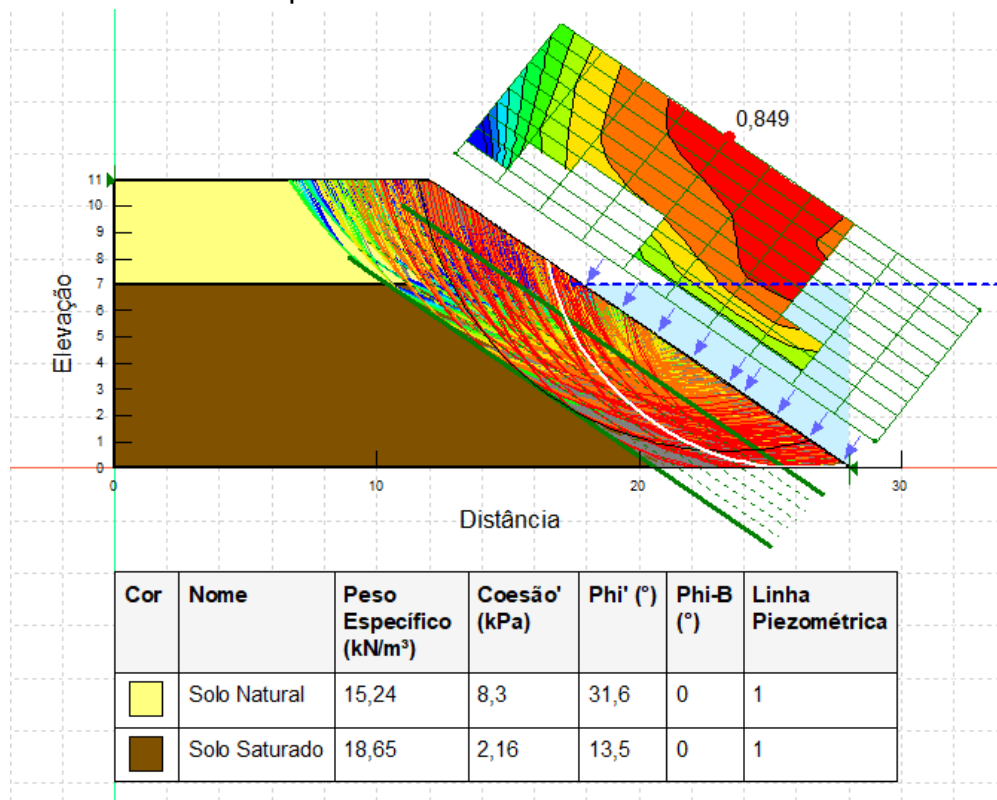 0,849
11
10
9
8
7
6
5
4
3
2
1
0
Elevação
0 10 20 30
Distância
Cor Nome Peso Específico (kN/m³) Coesão' (kPa) Phi' (°) Phi-B (°) Linha Piezométrica
Solo Natural 15,24 8,3 31,6 0 1
Solo Saturado 18,65 2,16 13,5 0 1